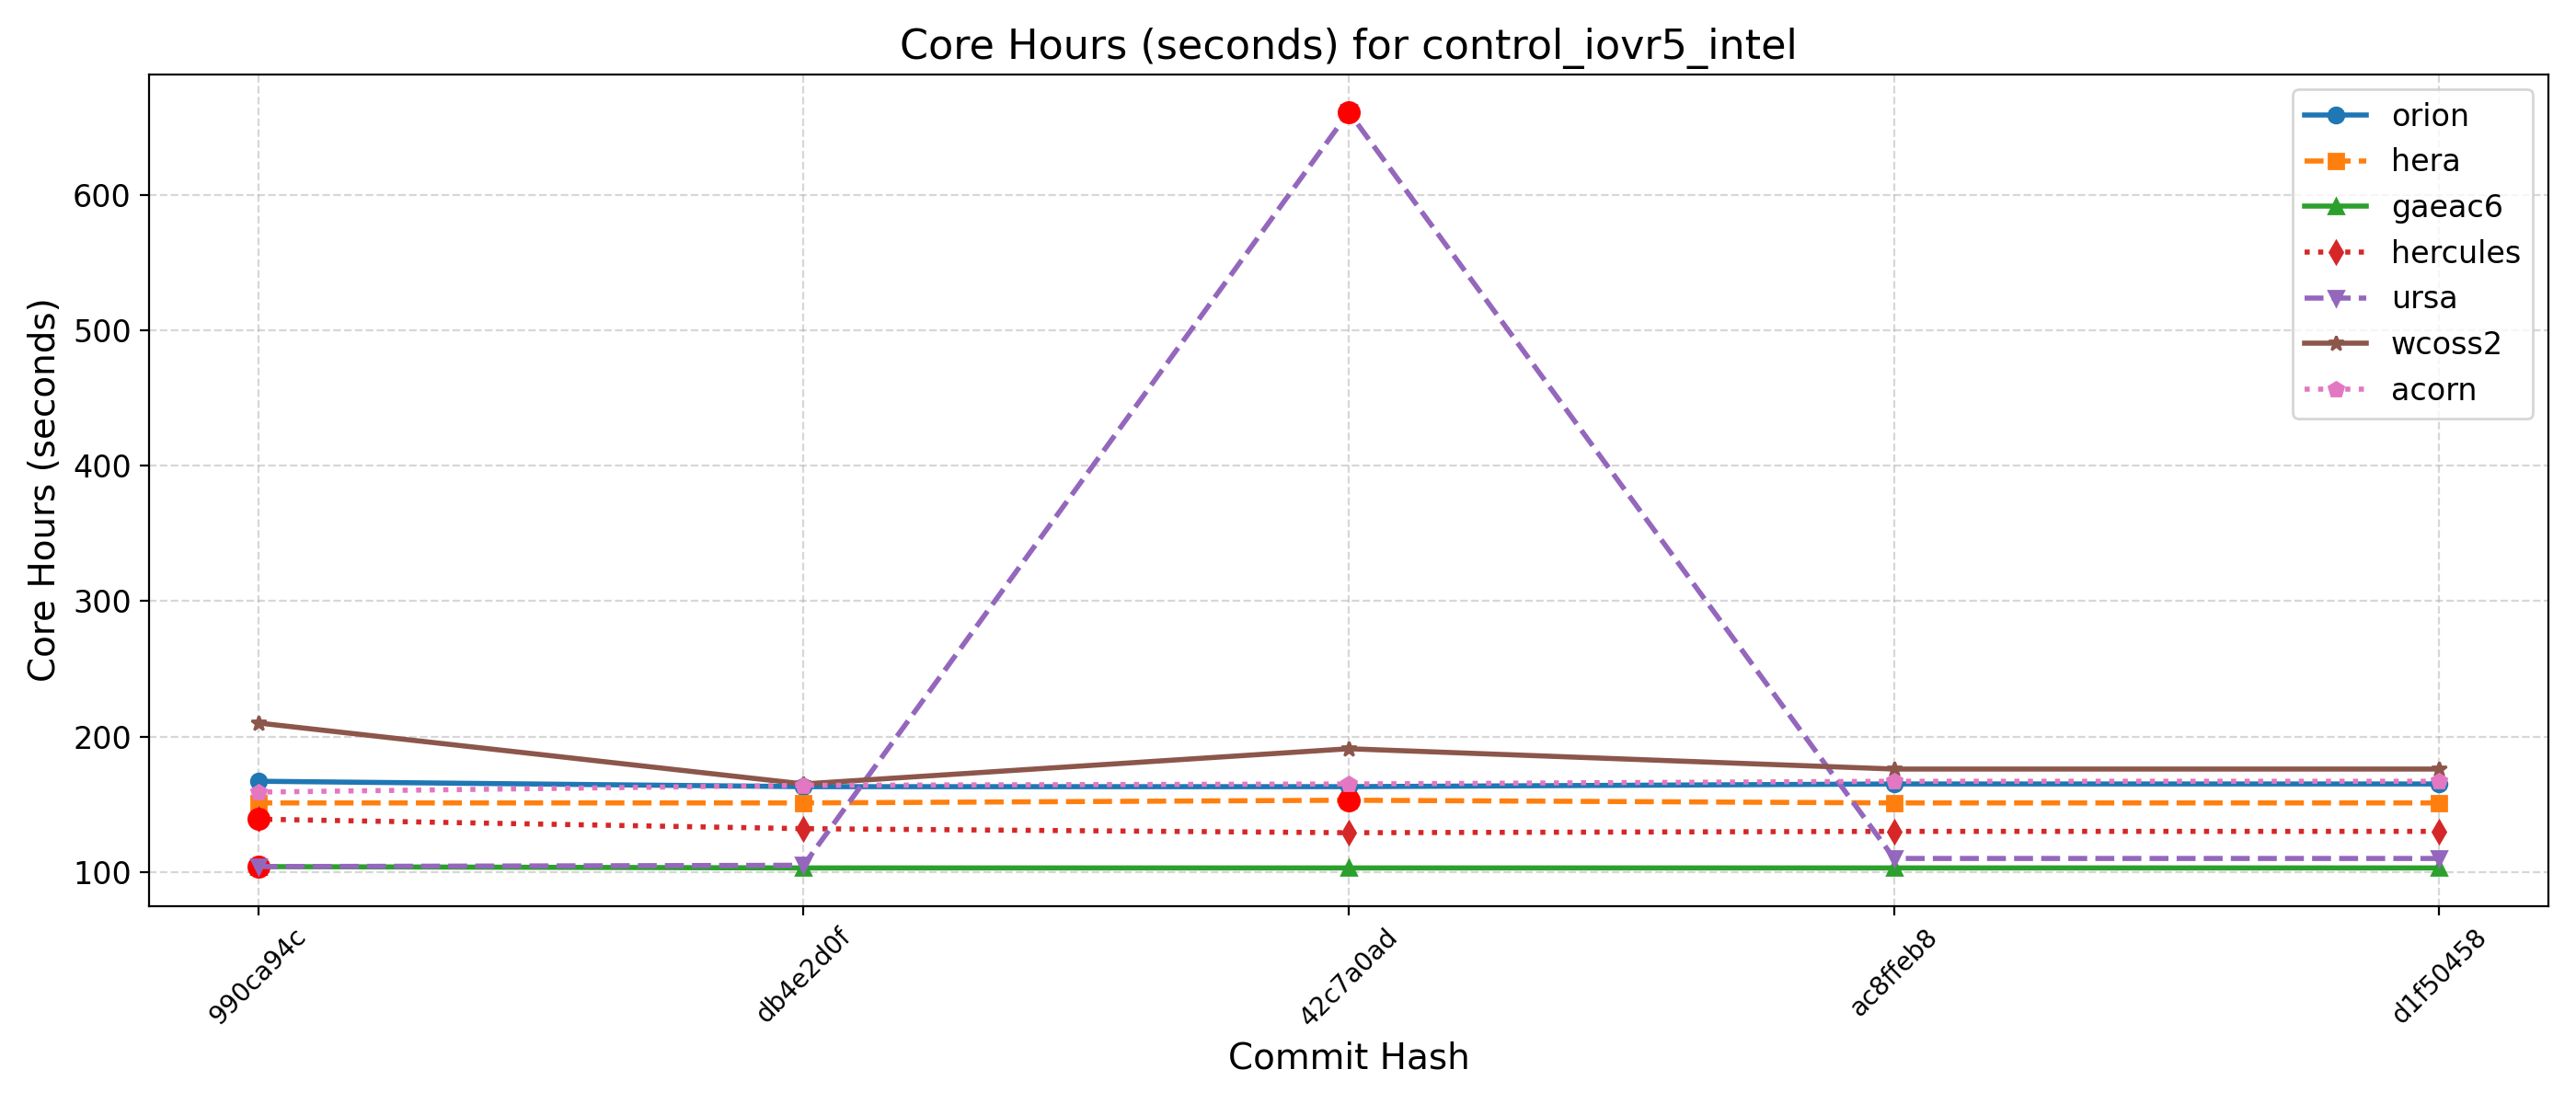 Core Hours (seconds) for control_iovr5_intel
Core Hours (seconds)
600
500
400
300
200
100
orion
hera
gaeac6
hercules
ursa
wcoss2
acorn
990ca94c
db4e2d0f
42c7a0ad
ac8ffeb8
d1f50458
Commit Hash